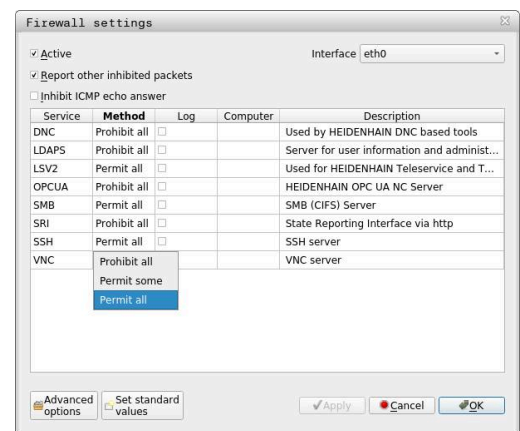 Firewall settings
Active Interface eth0
Report other inhibited packets
Inhibit ICMP echo answer
Service Method Log Computer Description
DNC Prohibit all Used by HEIDENHAIN DNC based tools
LDAPS Prohibit all Server for user information and administ...
LSV2 Permit all Used for HEIDENHAIN Teleservice and T...
OPCUA Prohibit all HEIDENHAIN OPC UA NC Server
SMB Permit all SMB (CIFS) Server
SRI Prohibit all State Reporting Interface via http
SSH Permit all SSH server
VNC Prohibit all VNC server
Permit some
Permit all
Advanced options Set standard values Apply Cancel OK